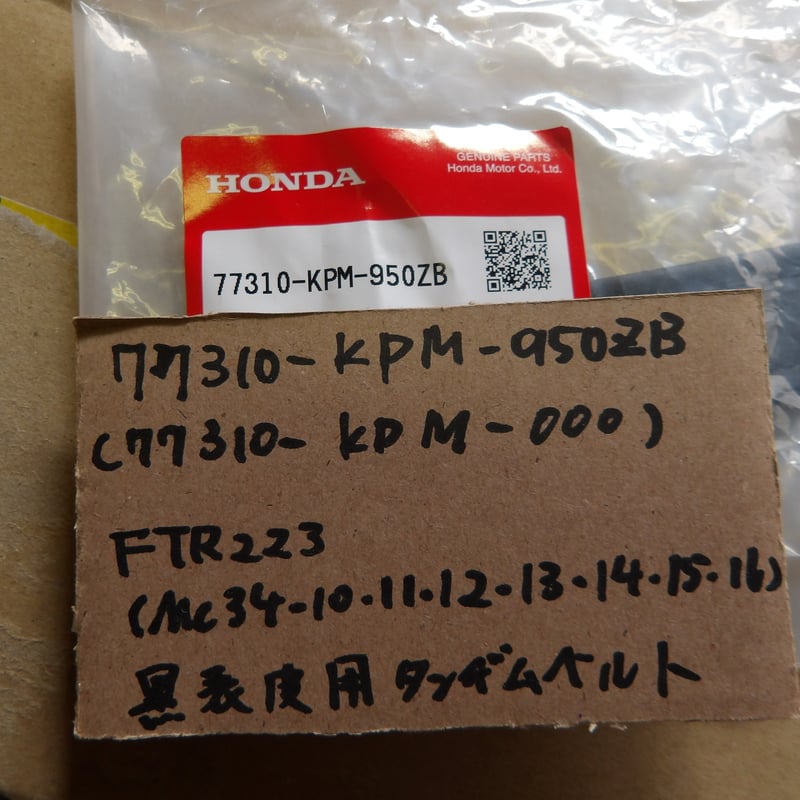 HONDA
GENUINE PARTS
Honda Motor Co., Ltd.
77310-KPM-950ZB
77310-KPM-950ZB
(77310-KPM-000)
FTR223
(Mc34-10・11・12・13・14・15・16)
黒表皮用タンデムベルト